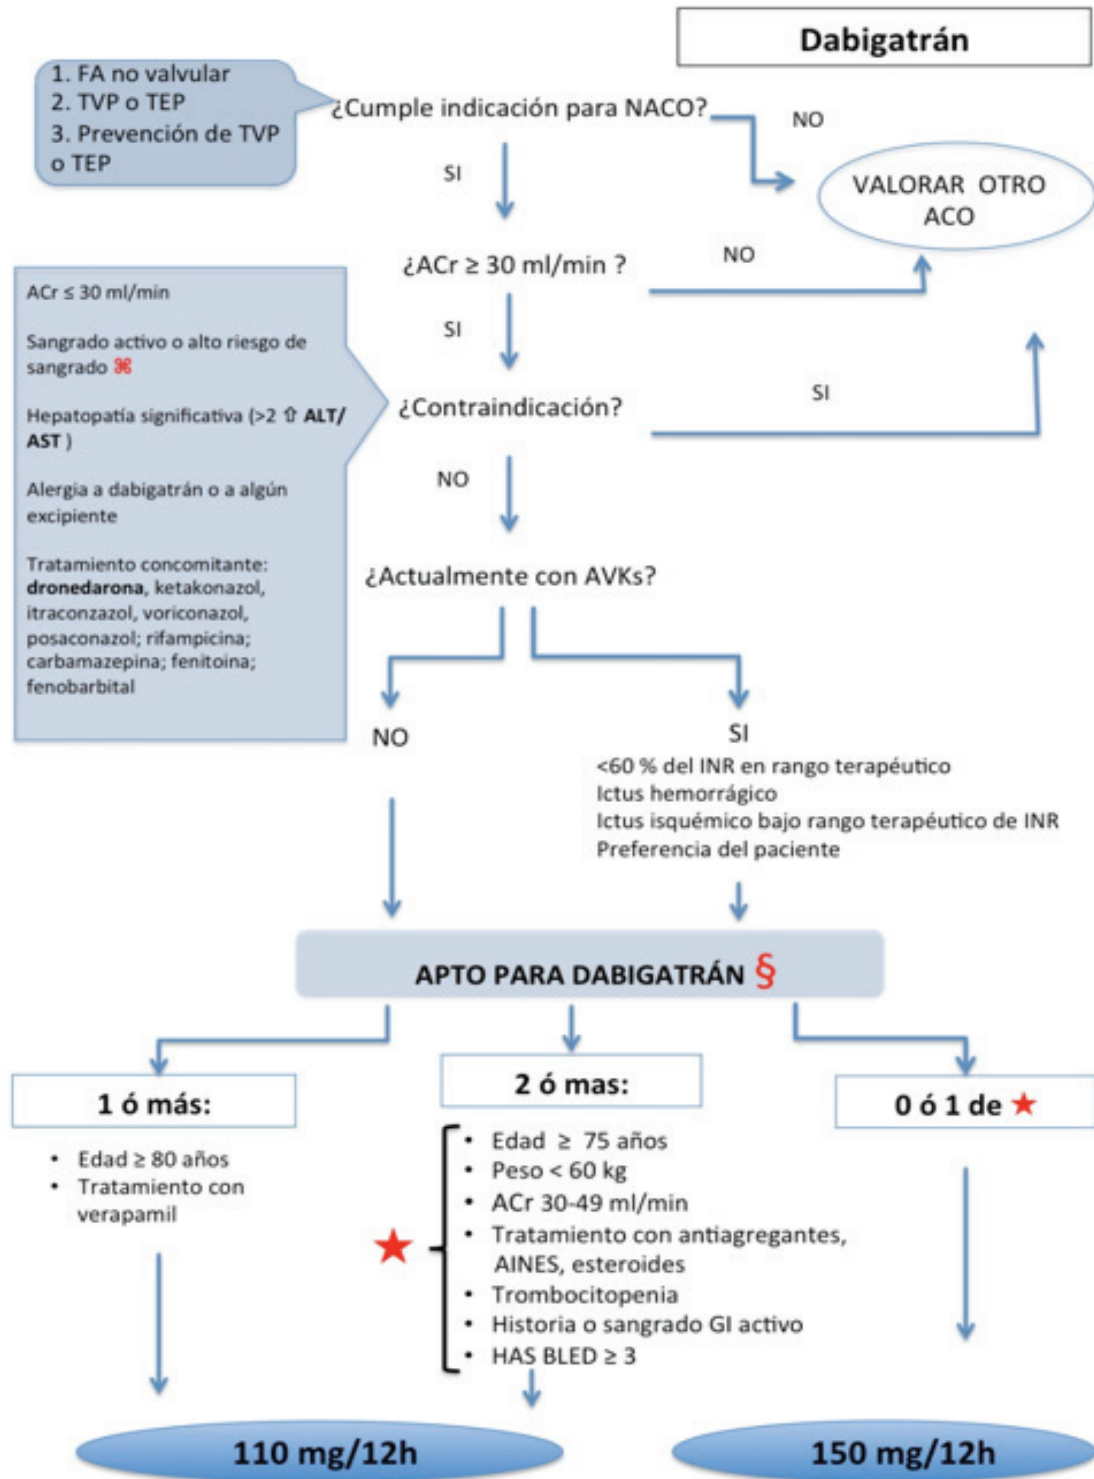 Dabigatrán
1. FA no valvular
2. TVP o TEP
3. Prevención de TVP
o TEP
¿Cumple indicación para NACO?
NO
SI
VALORAR OTRO
ACO
¿ACr ≥ 30 ml/min ?
NO
SI
ACr ≤ 30 ml/min
Sangrado activo o alto riesgo de
sangrado ⌘
Hepatopatía significativa (>2 ⇧ ALT/
AST )
Alergia a dabigatrán o a algún
excipiente
Tratamiento concomitante:
dronedarona, ketakonazol,
itraconzazol, voriconazol,
posaconazol; rifampicina;
carbamazepina; fenitoina;
fenobarbital
¿Contraindicación?
SI
NO
¿Actualmente con AVKs?
NO
SI
<60 % del INR en rango terapéutico
Ictus hemorrágico
Ictus isquémico bajo rango terapéutico de INR
Preferencia del paciente
APTO PARA DABIGATRÁN §
1 ó más:
• Edad ≥ 80 años
• Tratamiento con
verapamil
2 ó mas:
• Edad ≥ 75 años
• Peso < 60 kg
• ACr 30-49 ml/min
• Tratamiento con antiagregantes,
AINES, esteroides
• Trombocitopenia
• Historia o sangrado GI activo
• HAS BLED ≥ 3
0 ó 1 de ★
110 mg/12h
150 mg/12h